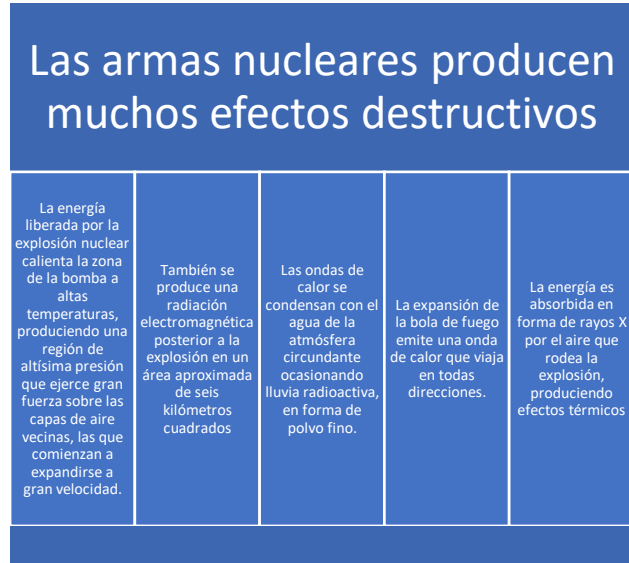 Las armas nucleares producen
muchos efectos destructivos
La energía
liberada por la
explosión nuclear
calienta la zona
de la bomba a
altas
temperaturas,
produciendo una
región de
altísima presión
que ejerce gran
fuerza sobre las
capas de aire
vecinas, las que
comienzan a
expandirse a
gran velocidad.
También se
produce una
radiación
electromagnética
posterior a la
explosión en un
área aproximada
de seis
kilómetros
cuadrados
Las ondas de
calor se
condensan con el
agua de la
atmósfera
circundante
ocasionando
lluvia radioactiva,
en forma de
polvo fino.
La expansión de
la bola de fuego
emite una onda
de calor que viaja
en todas
direcciones.
La energía es
absorbida en
forma de rayos X
por el aire que
rodea la
explosión,
produciendo
efectos térmicos